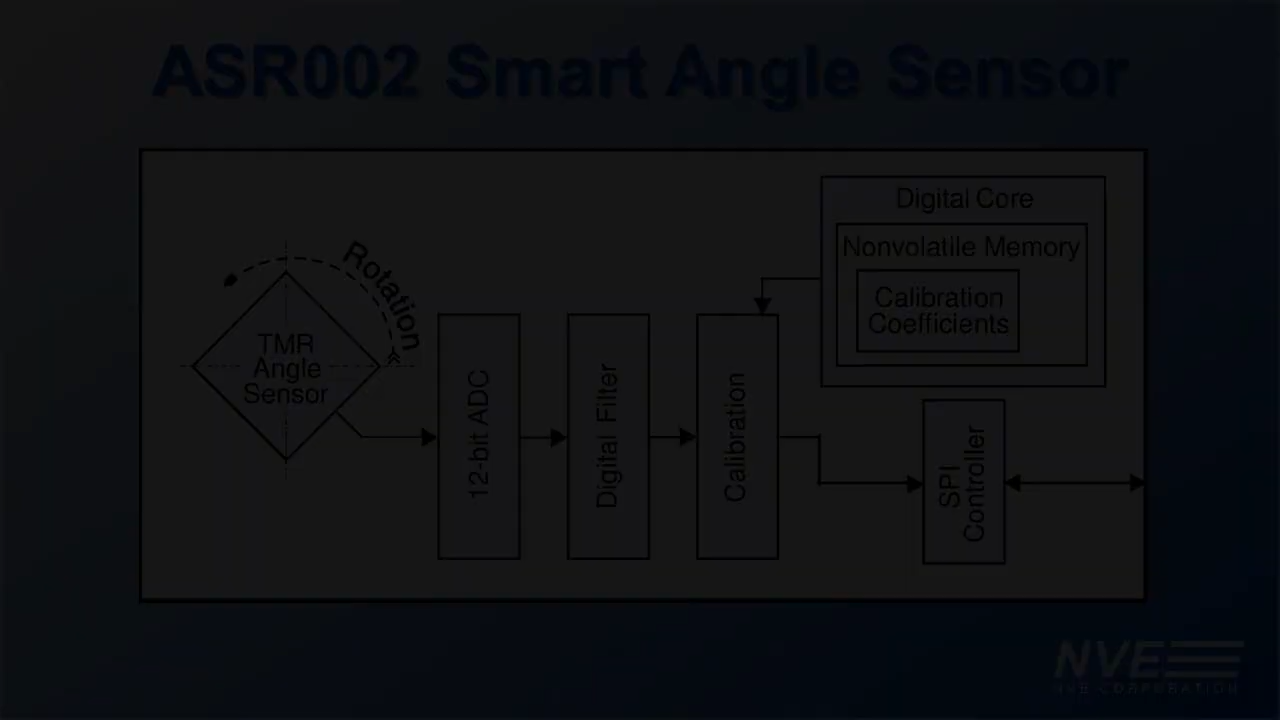 ASR002 Smart Angle Sensor
Digital Core
Nonvolatile Memory
Calibration
Coefficients
Rotation
TMR
Angle
Sensor
12-bit ADC
Digital Filter
Calibration
SPI
Controller
NVE
NVE CORPORATION